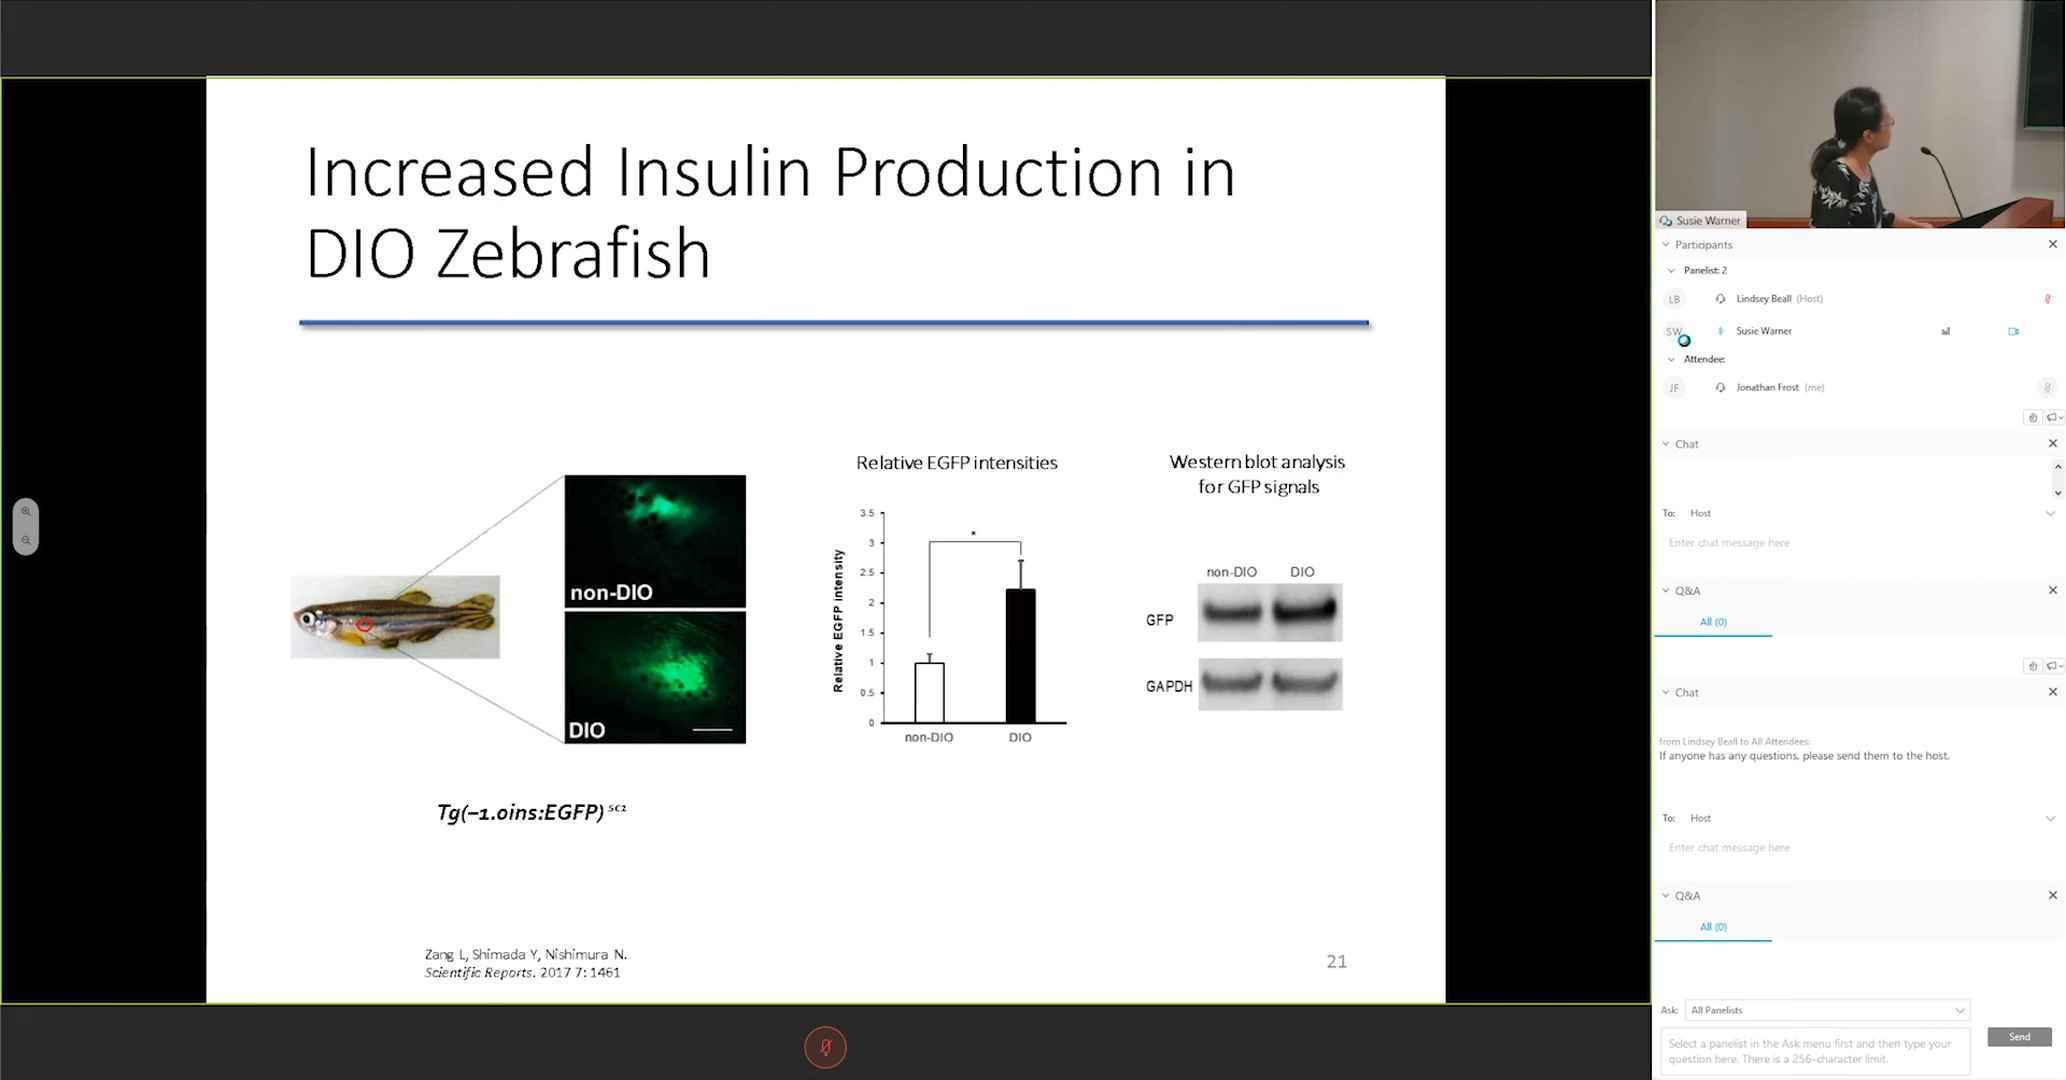 Increased Insulin Production in
DIO Zebrafish
non-DIO
DIO
Tg(–1.0ins:EGFP) sc1
Relative EGFP intensities
Relative EGFP intensity
3.5
3
2.5
2
1.5
1
0.5
0
*
non-DIO
DIO
Western blot analysis
for GFP signals
non-DIO DIO
GFP
GAPDH
Zang L, Shimada Y, Nishimura N.
Scientific Reports. 2017 7: 1461
21
Susie Warner
Participants
Panelist: 2
LB Lindsey Beall (Host)
SW Susie Warner
Attendee:
JF Jonathan Frost (me)
Chat
To: Host
Enter chat message here
Q&A
All (0)
Chat
from Lindsey Beall to All Attendees:
If anyone has any questions, please send them to the host.
To: Host
Enter chat message here
Q&A
All (0)
Ask: All Panelists
Select a panelist in the Ask menu first and then type your
question here. There is a 256-character limit.
Send